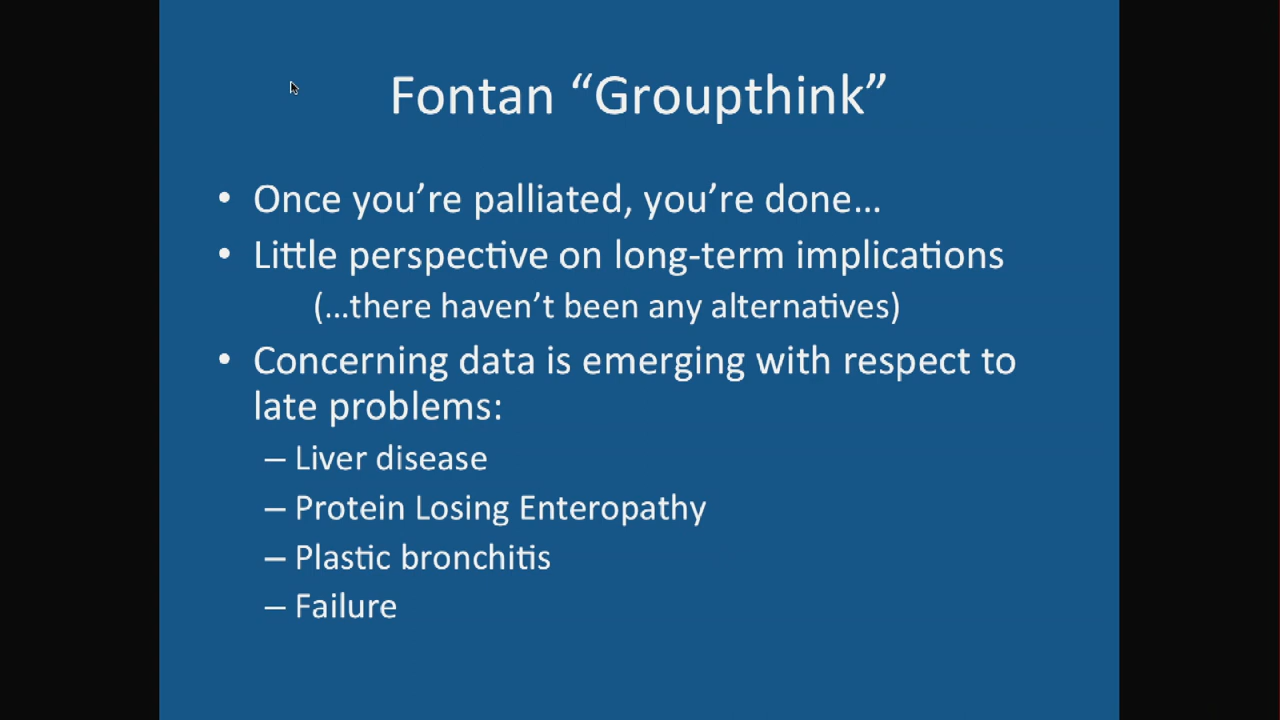 Fontan “Groupthink”
• Once you’re palliated, you’re done…
• Little perspective on long-term implications
(…there haven’t been any alternatives)
• Concerning data is emerging with respect to
late problems:
– Liver disease
– Protein Losing Enteropathy
– Plastic bronchitis
– Failure